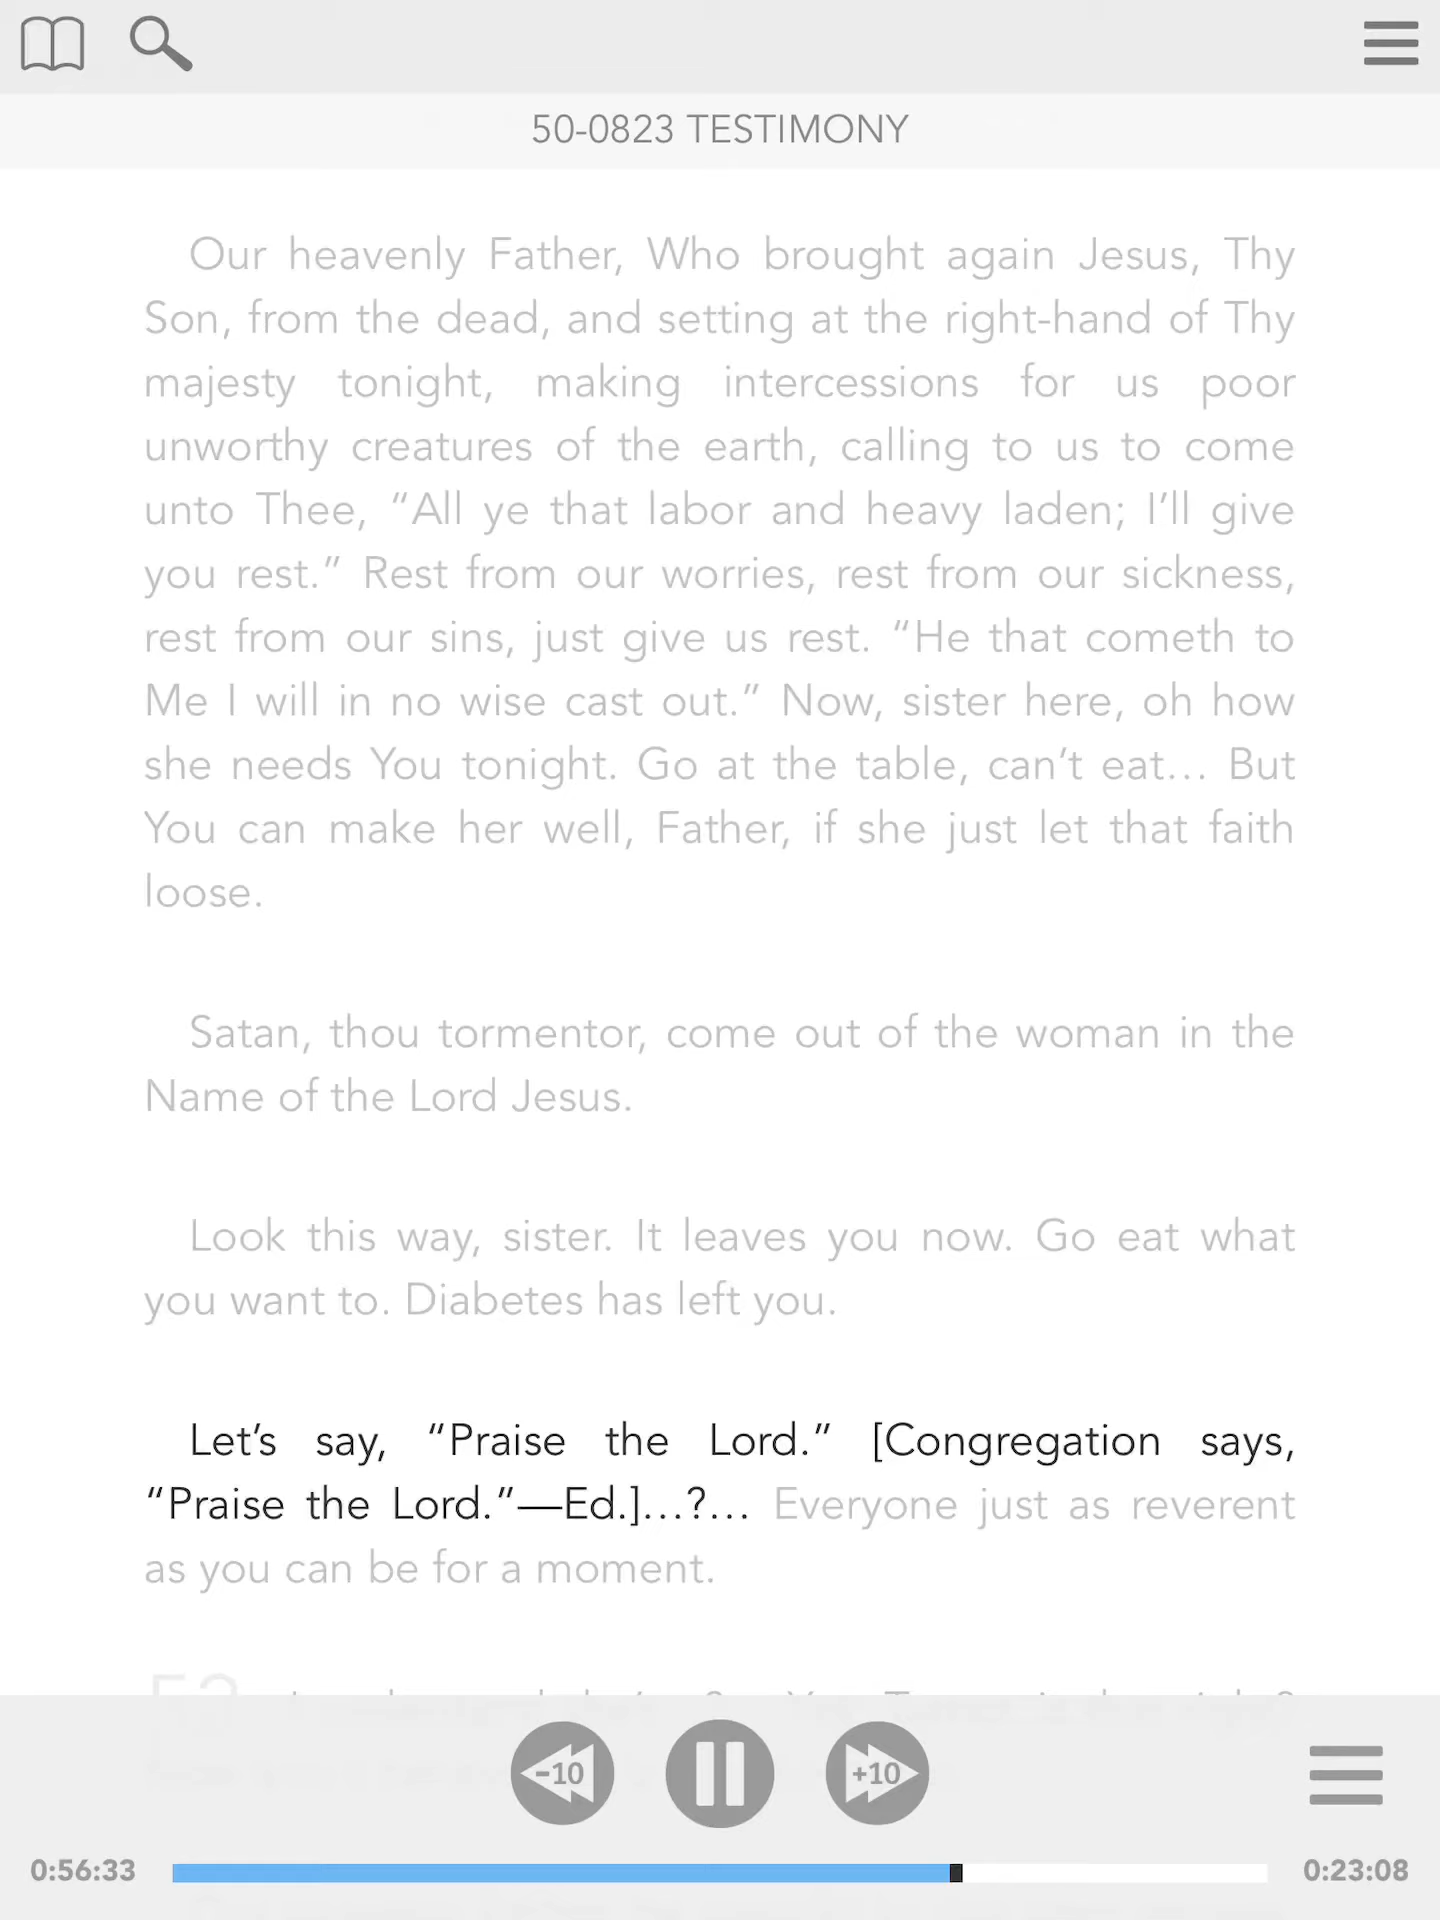 50-0823 TESTIMONY
Our heavenly Father, Who brought again Jesus, Thy
Son, from the dead, and setting at the right-hand of Thy
majesty tonight, making intercessions for us poor
unworthy creatures of the earth, calling to us to come
unto Thee, “All ye that labor and heavy laden; I’ll give
you rest.” Rest from our worries, rest from our sickness,
rest from our sins, just give us rest. “He that cometh to
Me I will in no wise cast out.” Now, sister here, oh how
she needs You tonight. Go at the table, can’t eat… But
You can make her well, Father, if she just let that faith
loose.
Satan, thou tormentor, come out of the woman in the
Name of the Lord Jesus.
Look this way, sister. It leaves you now. Go eat what
you want to. Diabetes has left you.
Let’s say, “Praise the Lord.” [Congregation says,
“Praise the Lord.”—Ed.]…?… Everyone just as reverent
as you can be for a moment.
-10 +10
0:56:33 0:23:08